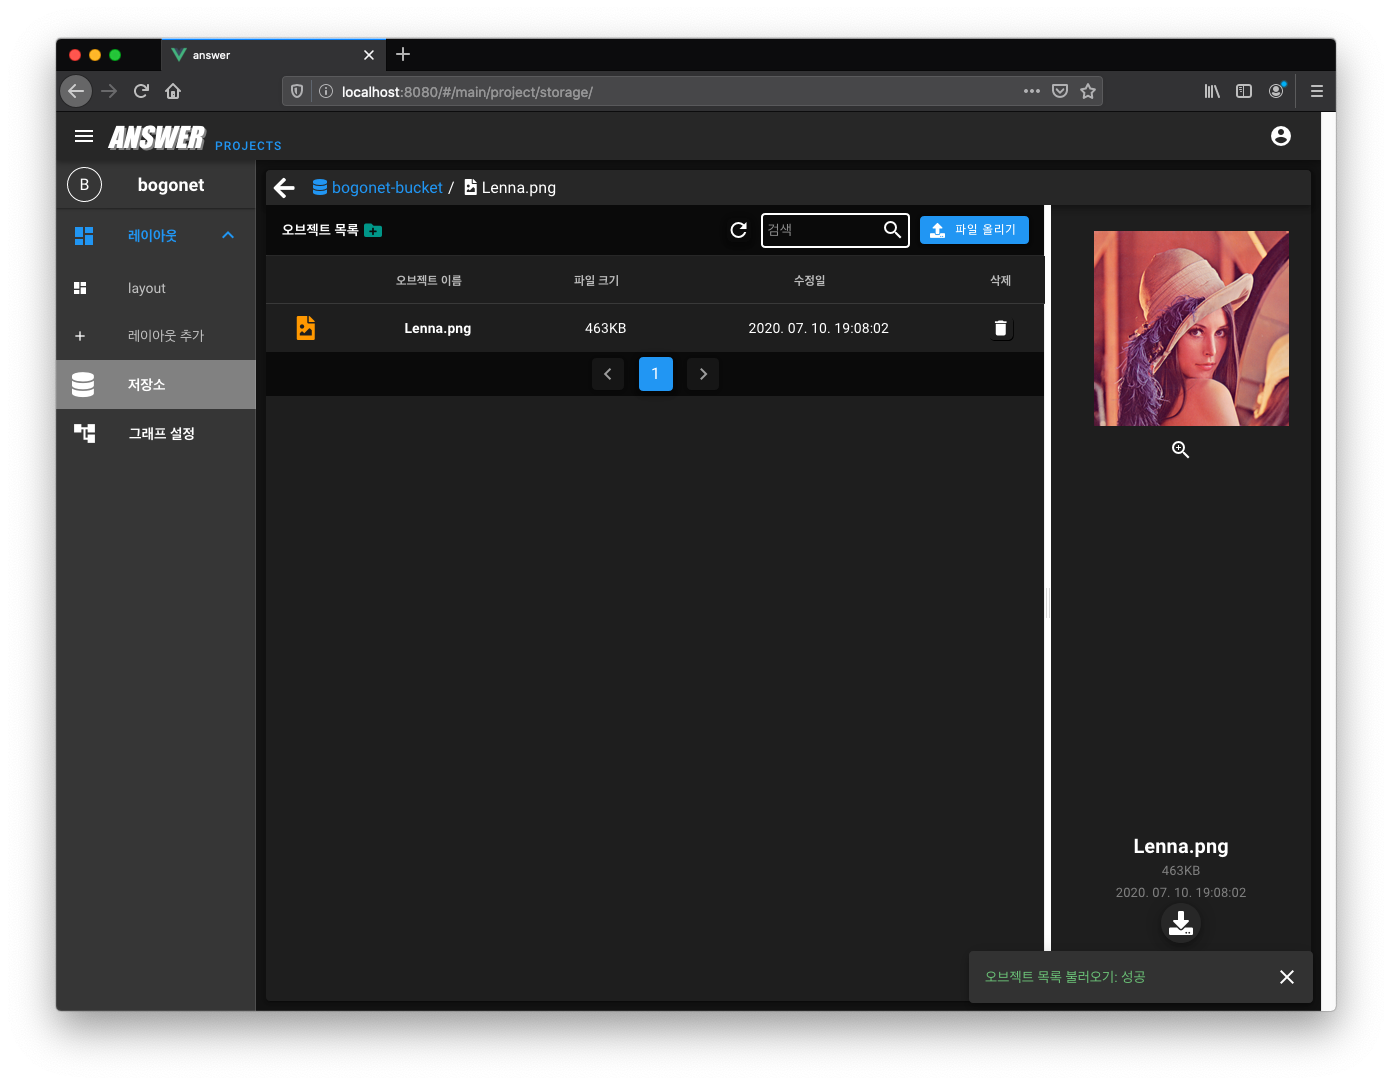 answer
localhost:8080/#/main/project/storage/
ANSWER PROJECTS
B bogonet
레이아웃
layout
레이아웃 추가
저장소
그래프 설정
bogonet-bucket / Lenna.png
오브젝트 목록 검색 파일 올리기
오브젝트 이름 파일 크기 수정일 삭제
Lenna.png 463KB 2020. 07. 10. 19:08:02
1
Lenna.png
463KB
2020. 07. 10. 19:08:02
오브젝트 목록 불러오기: 성공